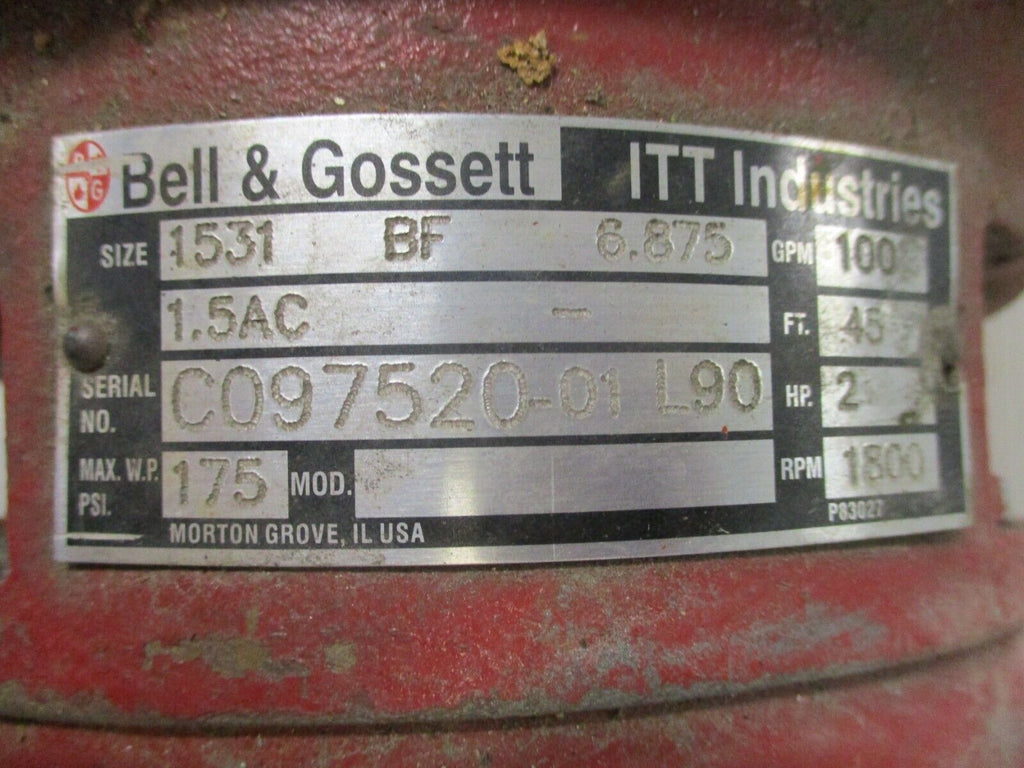 B G Bell & Gossett ITT Industries
SIZE 1531 BF 6.875 GPM 100
1.5AC - FT. 45
SERIAL NO. C097520-01 L90 HP. 2
MAX. W.P. PSI. 175 MOD. RPM 1800
P83027
MORTON GROVE, IL USA